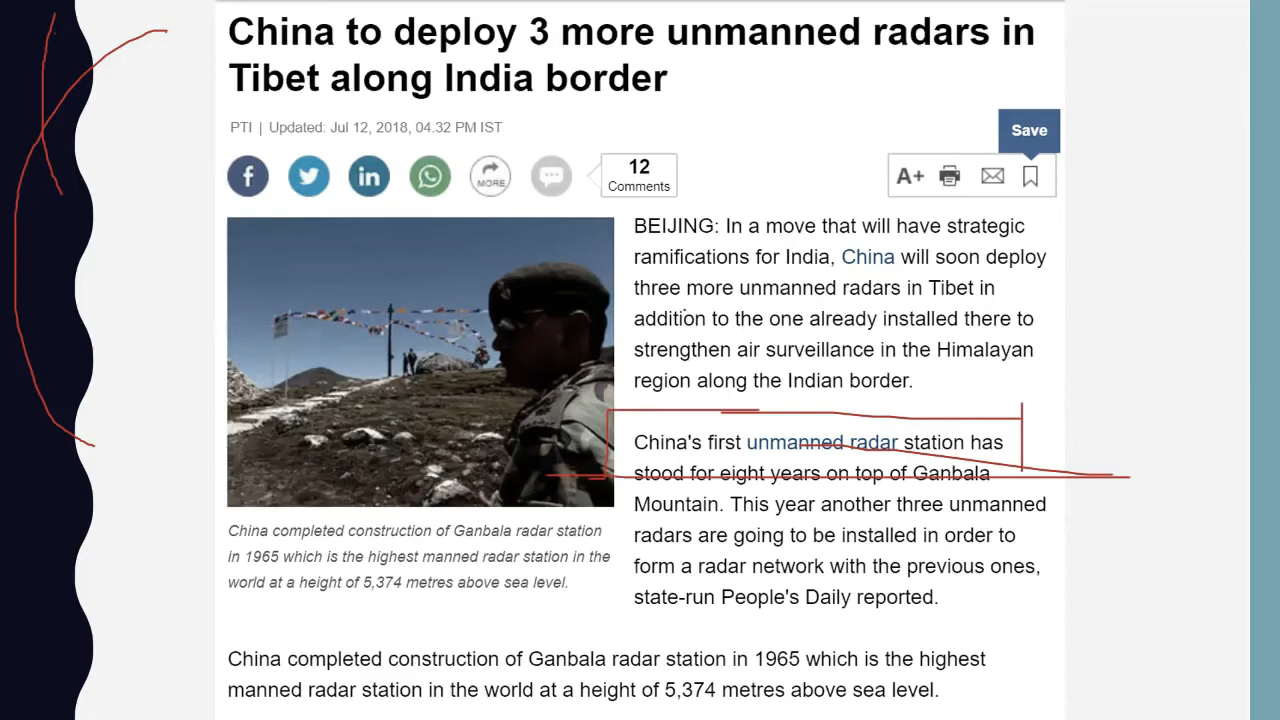 China to deploy 3 more unmanned radars in
Tibet along India border
PTI | Updated: Jul 12, 2018, 04.32 PM IST
Save
f
in
MORE
12
Comments
A+
BEIJING: In a move that will have strategic
ramifications for India, China will soon deploy
three more unmanned radars in Tibet in
addition to the one already installed there to
strengthen air surveillance in the Himalayan
region along the Indian border.
China's first unmanned radar station has
stood for eight years on top of Ganbala
Mountain. This year another three unmanned
radars are going to be installed in order to
form a radar network with the previous ones,
state-run People's Daily reported.
China completed construction of Ganbala radar station
in 1965 which is the highest manned radar station in the
world at a height of 5,374 metres above sea level.
China completed construction of Ganbala radar station in 1965 which is the highest
manned radar station in the world at a height of 5,374 metres above sea level.